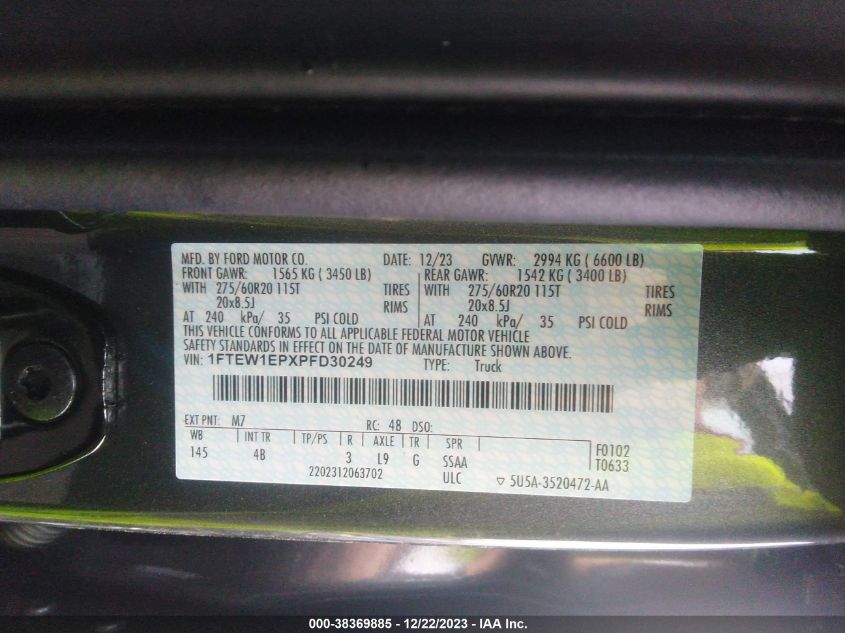 MFD. BY FORD MOTOR CO. DATE: 12/23 GVWR: 2994 KG ( 6600 LB)
FRONT GAWR: 1565 KG ( 3450 LB) REAR GAWR: 1542 KG ( 3400 LB)
WITH 275/60R20 115T TIRES WITH 275/60R20 115T TIRES
20x8.5J RIMS 20x8.5J RIMS
AT 240 kPa/ 35 PSI COLD AT 240 kPa/ 35 PSI COLD
THIS VEHICLE CONFORMS TO ALL APPLICABLE FEDERAL MOTOR VEHICLE
SAFETY STANDARDS IN EFFECT ON THE DATE OF MANUFACTURE SHOWN ABOVE.
VIN: 1FTEW1EPXPFD30249 TYPE: Truck
EXT PNT: M7 RC: 48 DSO:
WB INT TR TP/PS R AXLE TR SPR F0102
145 4B 3 L9 G SSAA T0633
2202312063702 ULC ▽ 5U5A-3520472-AA
000-38369885 - 12/22/2023 - IAA Inc.